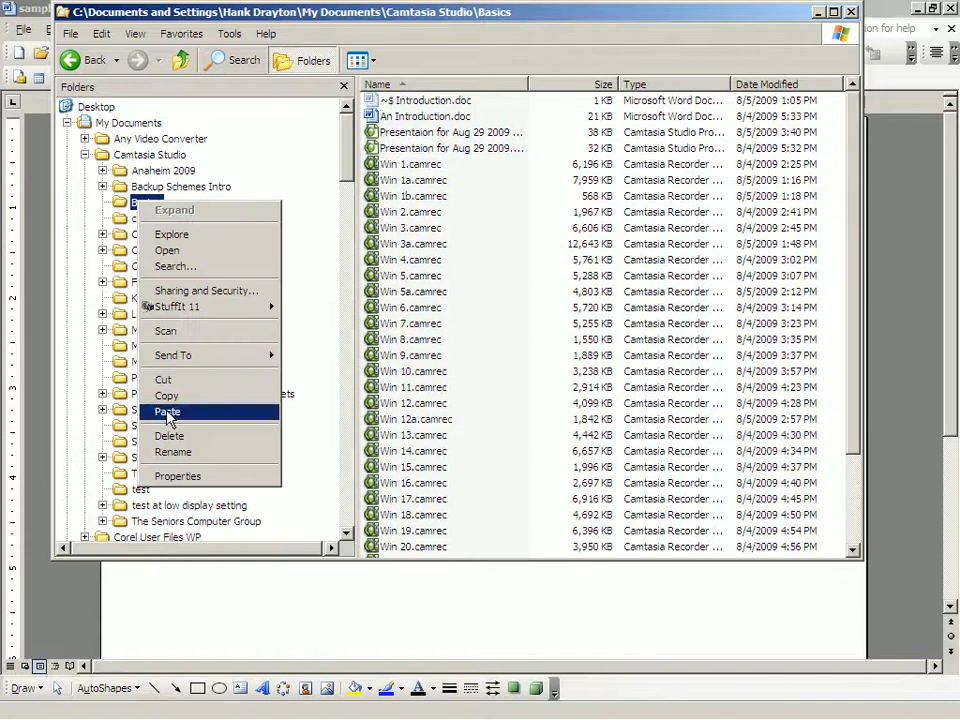 sampl
C:\Documents and Settings\Hank Drayton\My Documents\Camtasia Studio\Basics
File
File Edit View Favorites Tools Help
ion for help
Back Search Folders
Folders
Name Size Type Date Modified
Desktop
My Documents
Any Video Converter
Camtasia Studio
Anaheim 2009
Backup Schemes Intro
test
test at low display setting
The Seniors Computer Group
Corel User Files WP
Expand
Explore
Open
Search...
Sharing and Security...
StuffIt 11
Scan
Send To
Cut
Copy
Paste
Delete
Rename
Properties
ets
~$ Introduction.doc 1 KB Microsoft Word Doc... 8/5/2009 1:05 PM
An Introduction.doc 21 KB Microsoft Word Doc... 8/4/2009 5:33 PM
Presentaion for Aug 29 2009 ... 38 KB Camtasia Studio Pro... 8/5/2009 3:40 PM
Presentaion for Aug 29 2009.... 32 KB Camtasia Studio Pro... 8/4/2009 5:30 PM
Win 1.camrec 6,196 KB Camtasia Recorder ... 8/4/2009 2:25 PM
Win 1a.camrec 7,959 KB Camtasia Recorder ... 8/5/2009 1:16 PM
Win 1b.camrec 568 KB Camtasia Recorder ... 8/5/2009 1:18 PM
Win 2.camrec 1,967 KB Camtasia Recorder ... 8/4/2009 2:41 PM
Win 3.camrec 6,228 KB Camtasia Recorder ... 8/4/2009 2:56 PM
Win 3a.camrec 12,643 KB Camtasia Recorder ... 8/5/2009 1:48 PM
Win 4.camrec 5,761 KB Camtasia Recorder ... 8/4/2009 3:02 PM
Win 5.camrec 5,288 KB Camtasia Recorder ... 8/4/2009 3:07 PM
Win 5a.camrec 4,803 KB Camtasia Recorder ... 8/5/2009 2:12 PM
Win 6.camrec 5,720 KB Camtasia Recorder ... 8/4/2009 3:14 PM
Win 7.camrec 5,255 KB Camtasia Recorder ... 8/4/2009 3:23 PM
Win 8.camrec 1,550 KB Camtasia Recorder ... 8/4/2009 3:35 PM
Win 9.camrec 1,889 KB Camtasia Recorder ... 8/4/2009 3:36 PM
Win 10.camrec 3,238 KB Camtasia Recorder ... 8/4/2009 3:57 PM
Win 11.camrec 2,914 KB Camtasia Recorder ... 8/4/2009 4:02 PM
Win 12.camrec 4,099 KB Camtasia Recorder ... 8/4/2009 4:08 PM
Win 12a.camrec 1,842 KB Camtasia Recorder ... 8/5/2009 2:33 PM
Win 13.camrec 4,442 KB Camtasia Recorder ... 8/4/2009 4:14 PM
Win 14.camrec 6,657 KB Camtasia Recorder ... 8/4/2009 4:34 PM
Win 15.camrec 1,996 KB Camtasia Recorder ... 8/4/2009 4:37 PM
Win 16.camrec 2,697 KB Camtasia Recorder ... 8/4/2009 4:40 PM
Win 17.camrec 6,916 KB Camtasia Recorder ... 8/4/2009 4:45 PM
Win 18.camrec 4,692 KB Camtasia Recorder ... 8/4/2009 4:50 PM
Win 19.camrec 6,396 KB Camtasia Recorder ... 8/4/2009 4:54 PM
Win 20.camrec 3,950 KB Camtasia Recorder ... 8/4/2009 4:56 PM
Draw AutoShapes